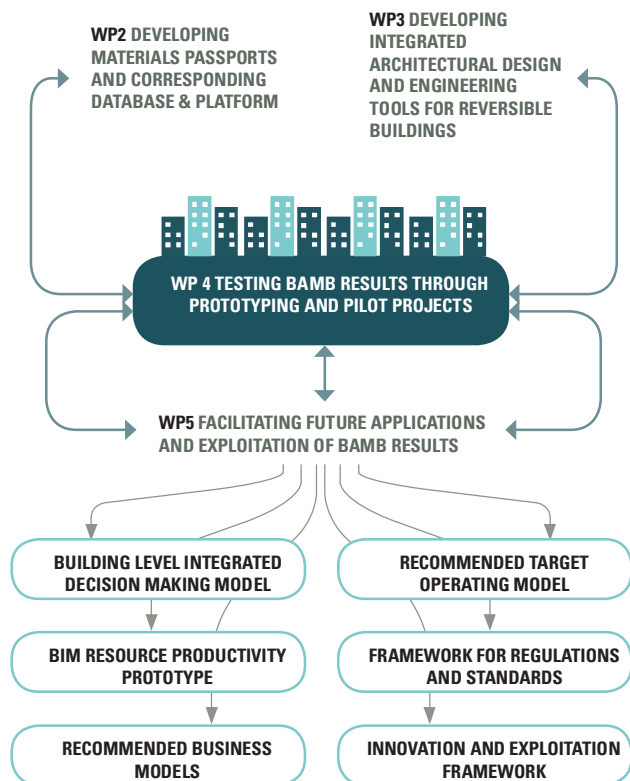 WP2 DEVELOPING
MATERIALS PASSPORTS
AND CORRESPONDING
DATABASE & PLATFORM
WP3 DEVELOPING
INTEGRATED
ARCHITECTURAL DESIGN
AND ENGINEERING
TOOLS FOR REVERSIBLE
BUILDINGS
WP 4 TESTING BAMB RESULTS THROUGH
PROTOTYPING AND PILOT PROJECTS
WP5 FACILITATING FUTURE APPLICATIONS
AND EXPLOITATION OF BAMB RESULTS
BUILDING LEVEL INTEGRATED
DECISION MAKING MODEL
RECOMMENDED TARGET
OPERATING MODEL
BIM RESOURCE PRODUCTIVITY
PROTOTYPE
FRAMEWORK FOR REGULATIONS
AND STANDARDS
RECOMMENDED BUSINESS
MODELS
INNOVATION AND EXPLOITATION
FRAMEWORK